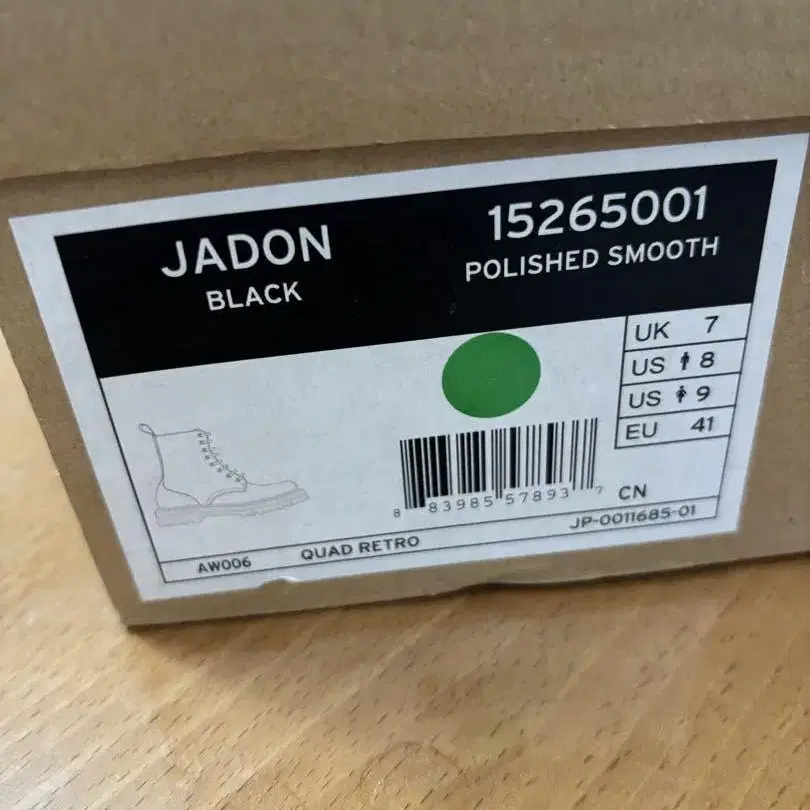 JADON
BLACK
15265001
POLISHED SMOOTH
UK 7
US 8
US 9
EU 41
8 83985 57893 7
CN
JP-0011685-01
AW006 QUAD RETRO